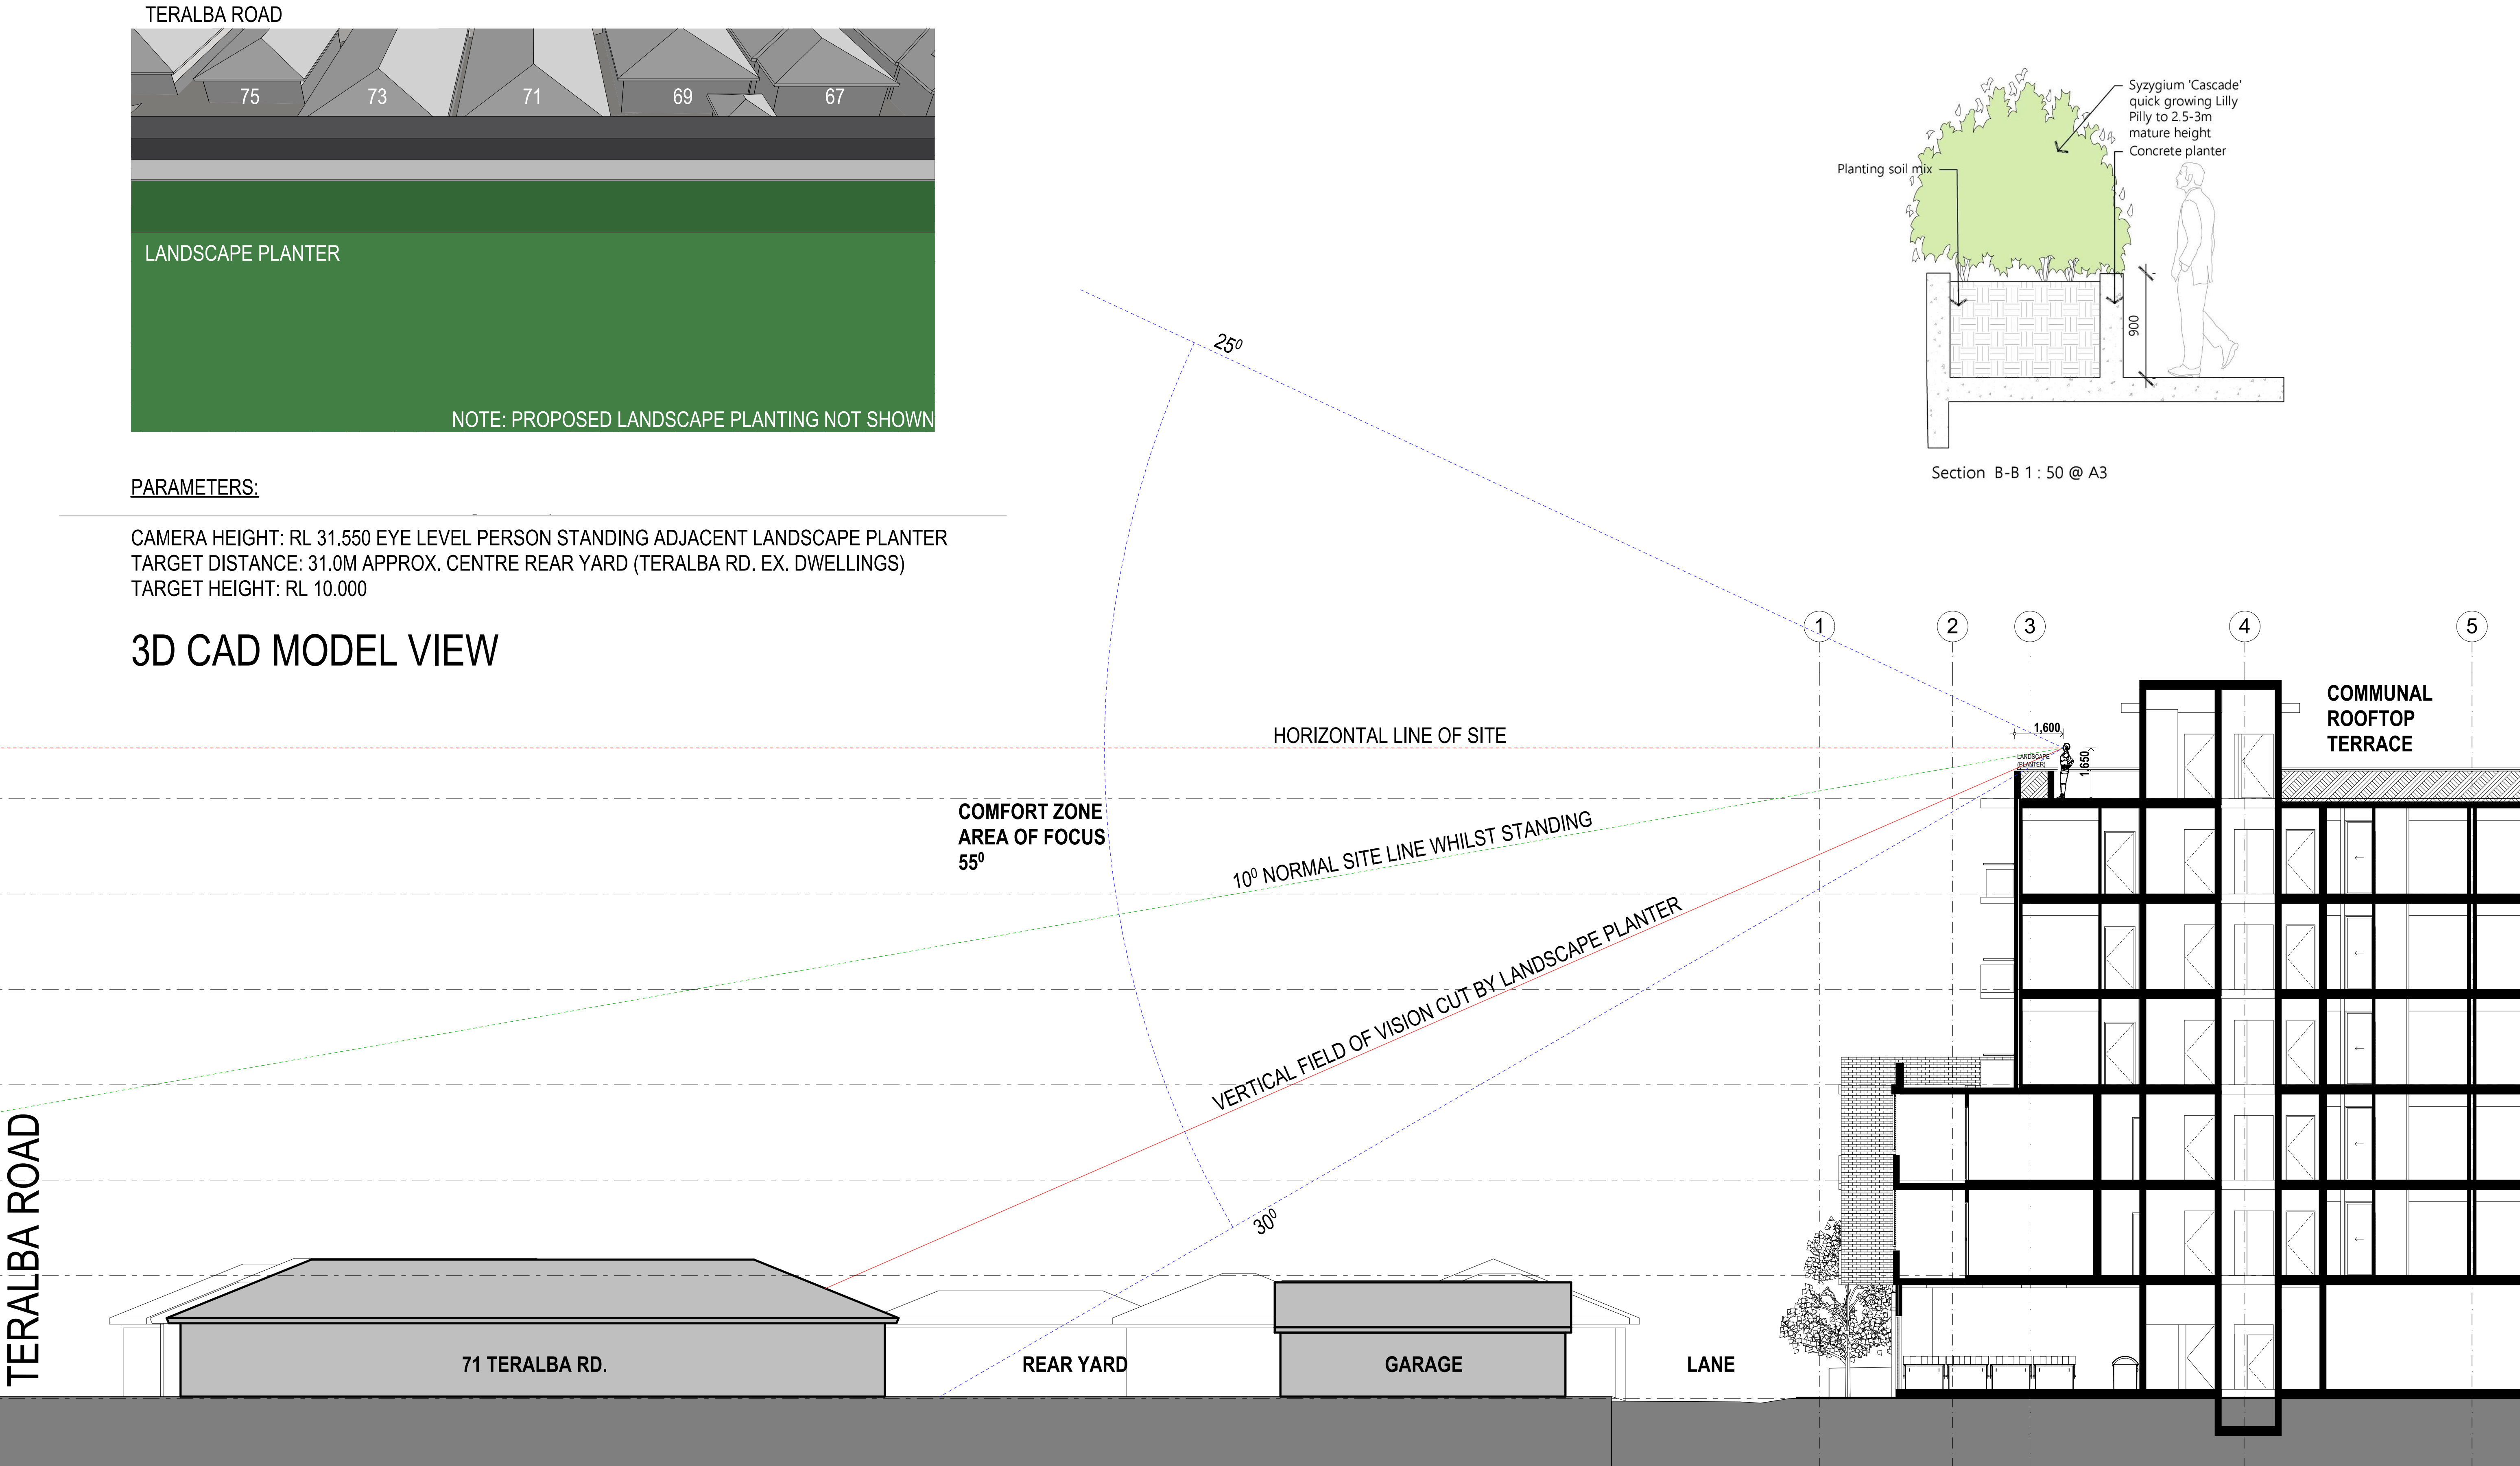 TERALBA ROAD
75
73
71
69
67
LANDSCAPE PLANTER
NOTE: PROPOSED LANDSCAPE PLANTING NOT SHOWN
PARAMETERS:
CAMERA HEIGHT: RL 31.550 EYE LEVEL PERSON STANDING ADJACENT LANDSCAPE PLANTER
TARGET DISTANCE: 31.0M APPROX. CENTRE REAR YARD (TERALBA RD. EX. DWELLINGS)
TARGET HEIGHT: RL 10.000
3D CAD MODEL VIEW
Syzygium 'Cascade'
quick growing Lilly
Pilly to 2.5-3m
mature height
Concrete planter
Planting soil mix
900
Section B-B 1 : 50 @ A3
25⁰
1
2
3
4
5
COMMUNAL
ROOFTOP
TERRACE
HORIZONTAL LINE OF SITE
1,600
LANDSCAPE
(PLANTER)
1,650
COMFORT ZONE
AREA OF FOCUS
55⁰
10⁰ NORMAL SITE LINE WHILST STANDING
VERTICAL FIELD OF VISION CUT BY LANDSCAPE PLANTER
30⁰
TERALBA ROAD
71 TERALBA RD.
REAR YARD
GARAGE
LANE